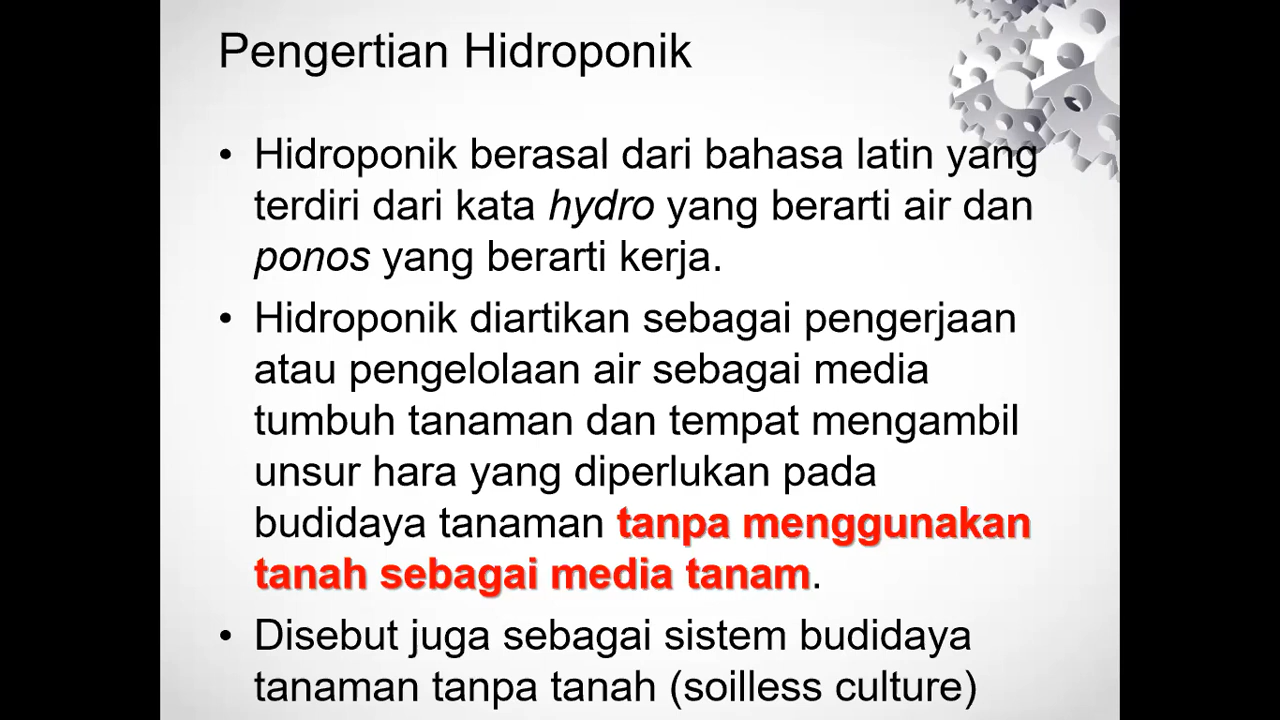 Pengertian Hidroponik
• Hidroponik berasal dari bahasa latin yang
terdiri dari kata hydro yang berarti air dan
ponos yang berarti kerja.
• Hidroponik diartikan sebagai pengerjaan
atau pengelolaan air sebagai media
tumbuh tanaman dan tempat mengambil
unsur hara yang diperlukan pada
budidaya tanaman tanpa menggunakan
tanah sebagai media tanam.
• Disebut juga sebagai sistem budidaya
tanaman tanpa tanah (soilless culture)